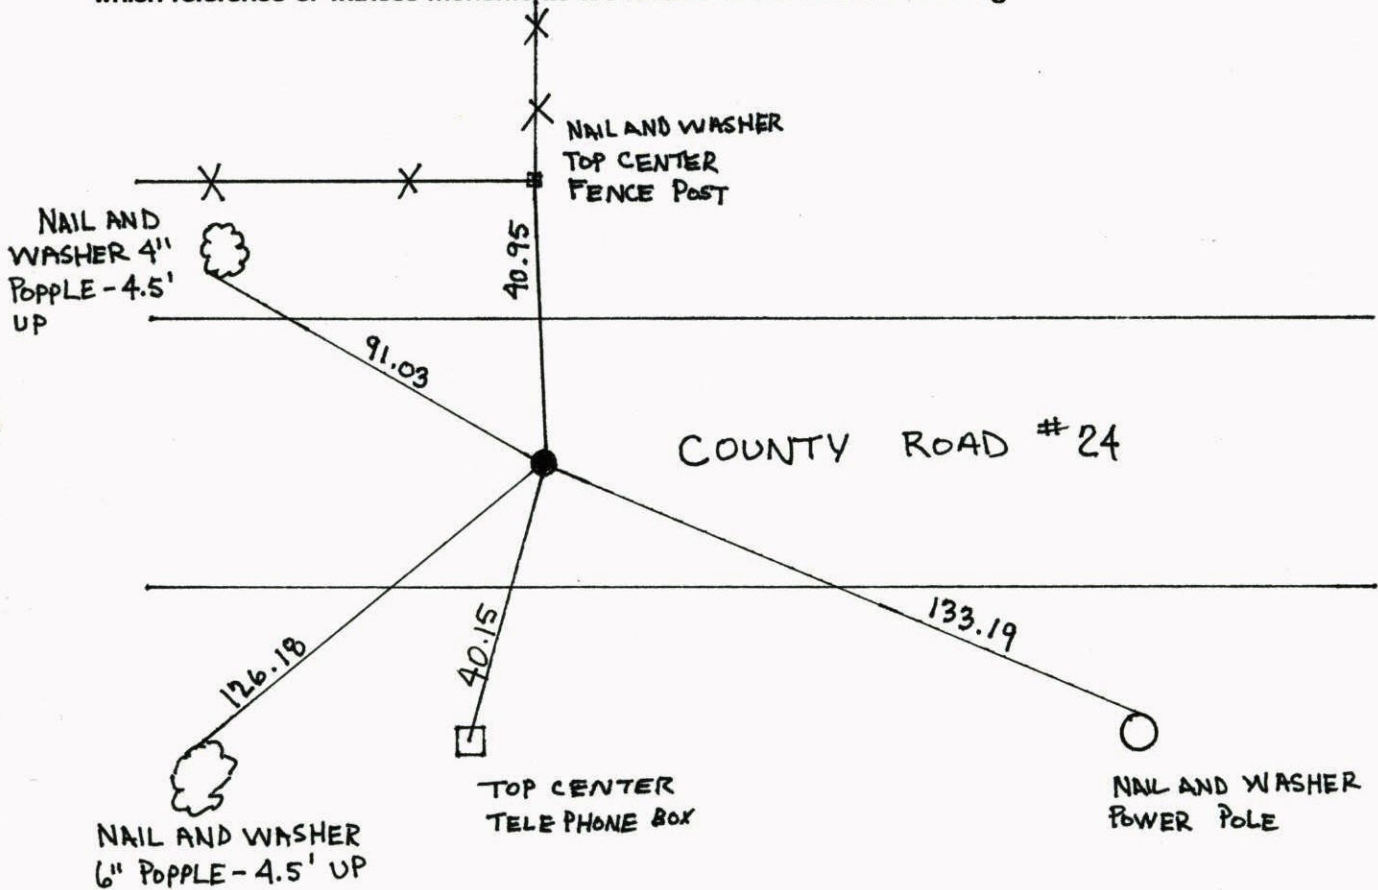 NAIL AND WASHER
TOP CENTER
FENCE POST
NAIL AND
WASHER 4"
POPPLE - 4.5'
UP
40.95
91.03
COUNTY ROAD #24
126.18
40.15
133.19
TOP CENTER
TELEPHONE BOX
NAIL AND WASHER
POWER POLE
NAIL AND WASHER
6" POPPLE - 4.5' UP